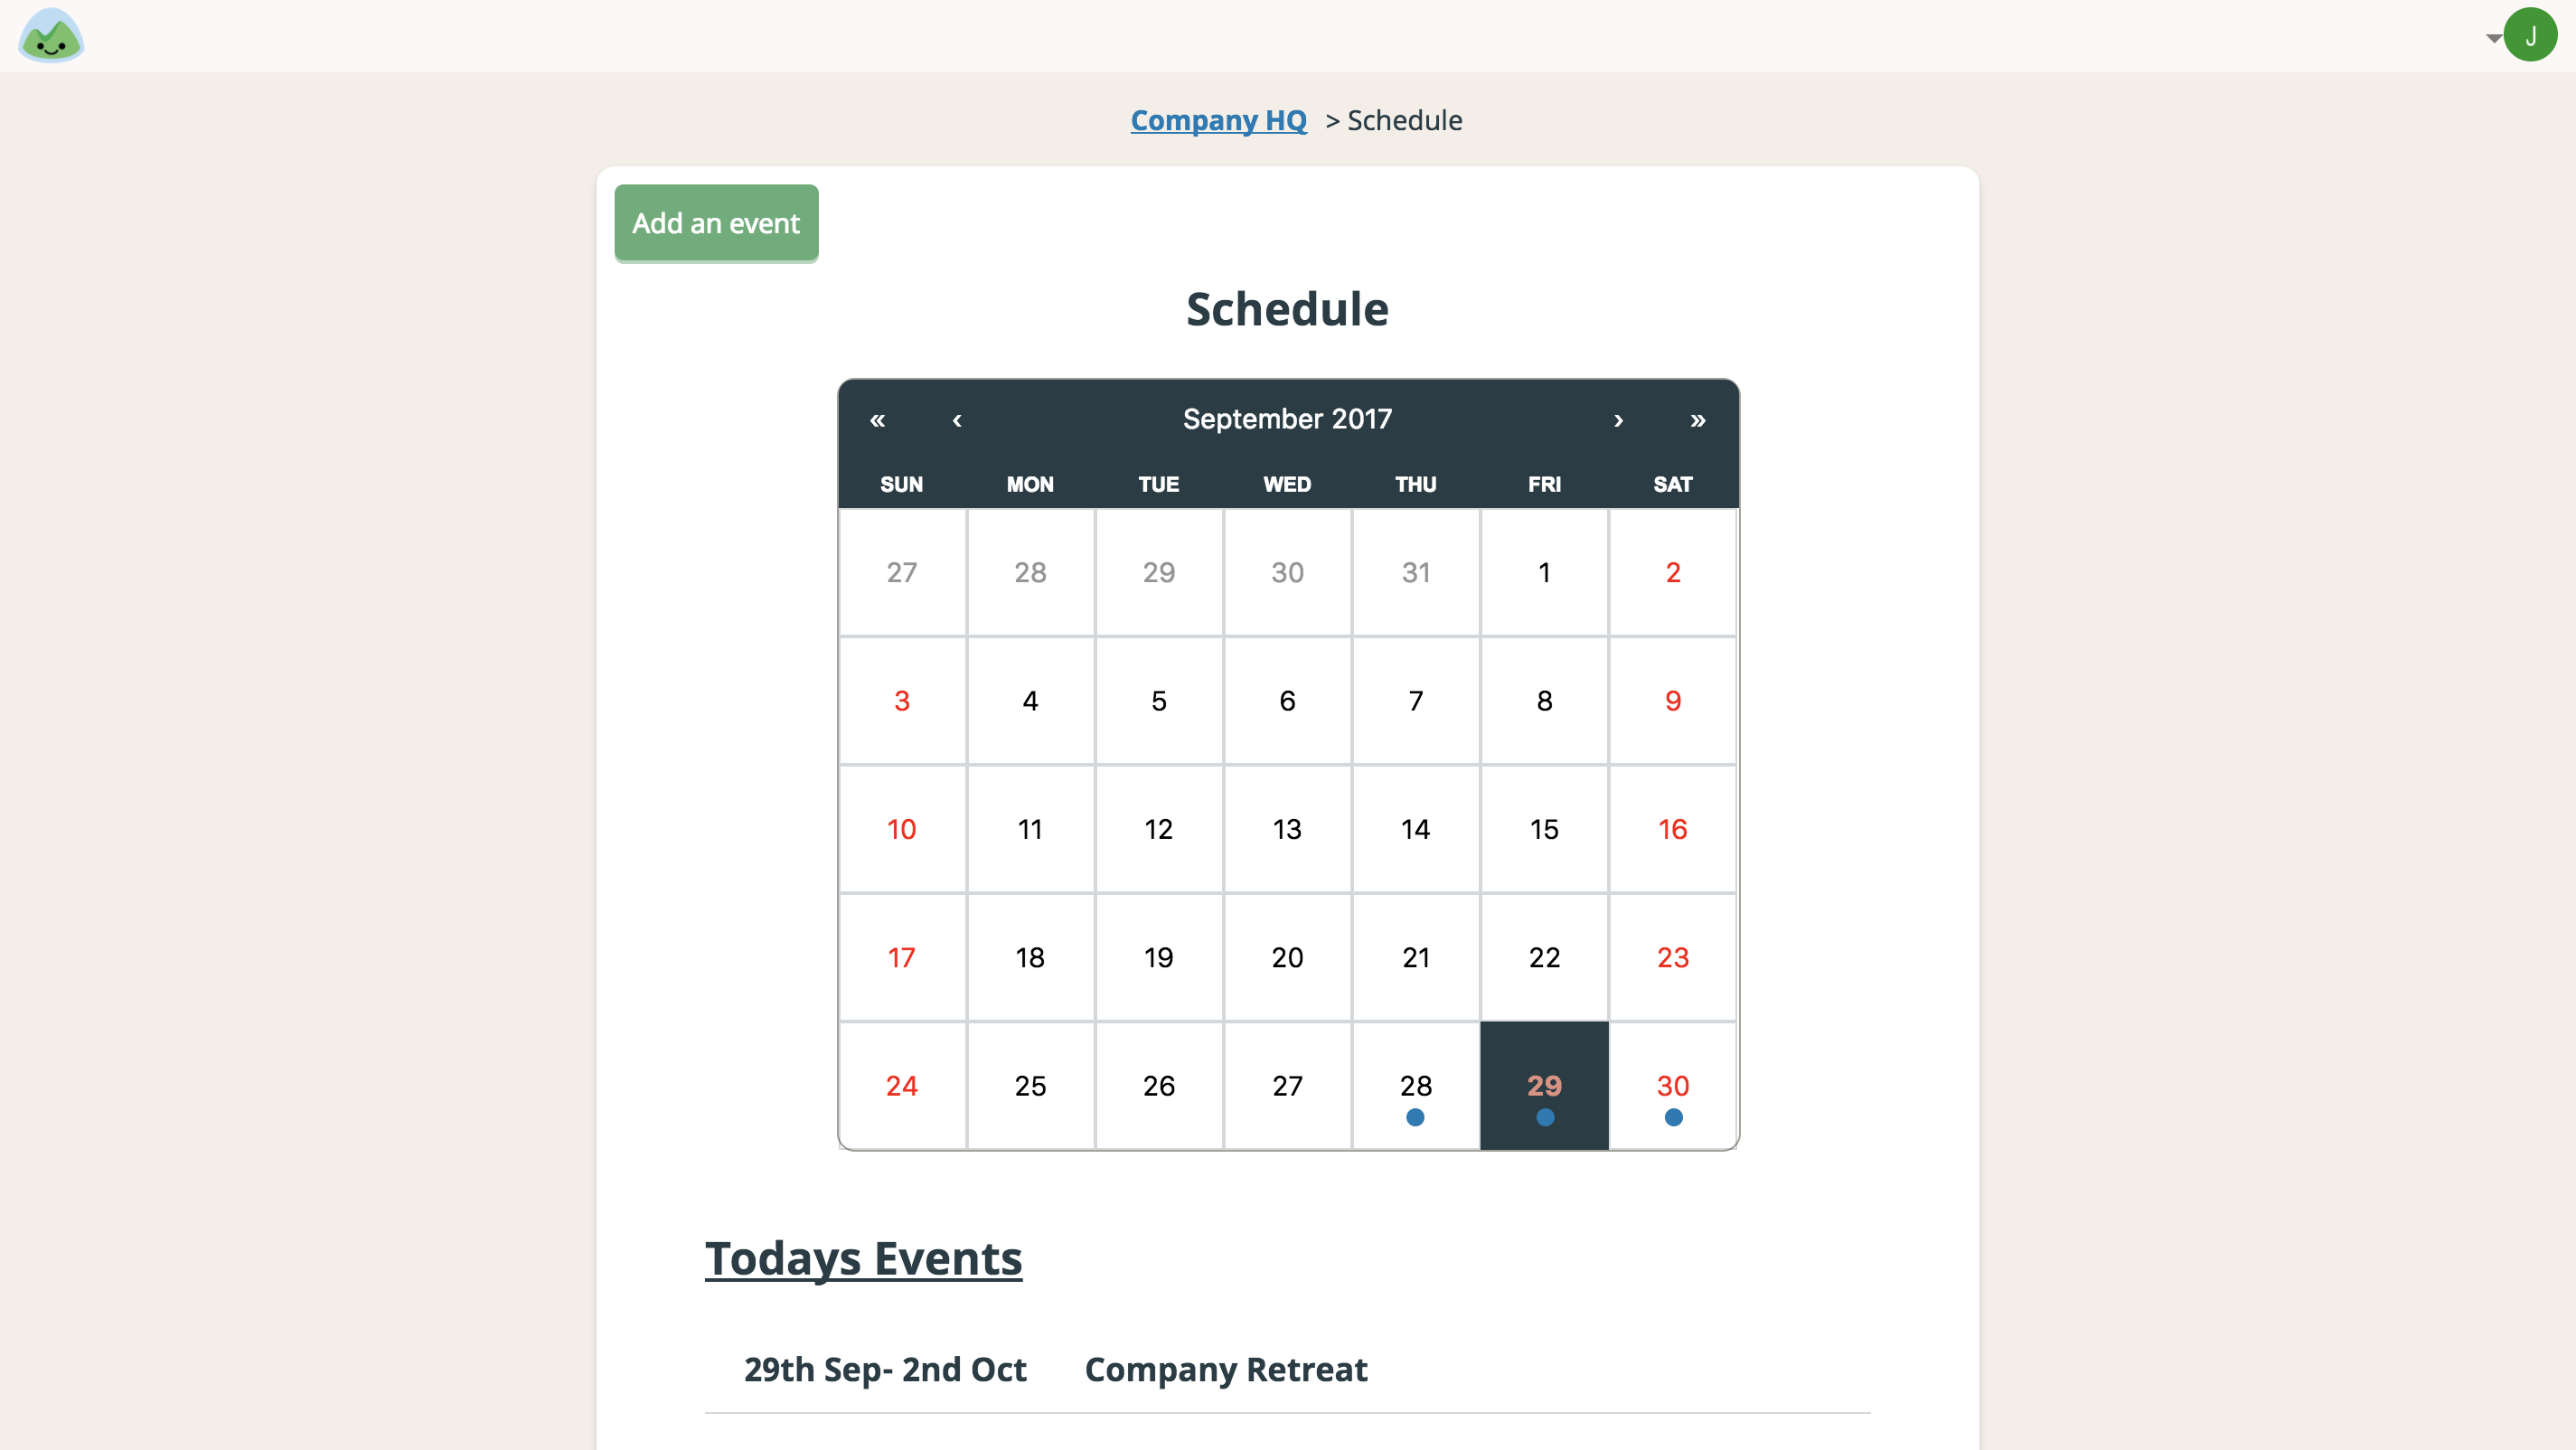 J
Company HQ > Schedule
Add an event
Schedule
« ‹ September 2017 › »
SUN MON TUE WED THU FRI SAT
27 28 29 30 31 1 2
3 4 5 6 7 8 9
10 11 12 13 14 15 16
17 18 19 20 21 22 23
24 25 26 27 28 29 30
Todays Events
29th Sep- 2nd Oct Company Retreat